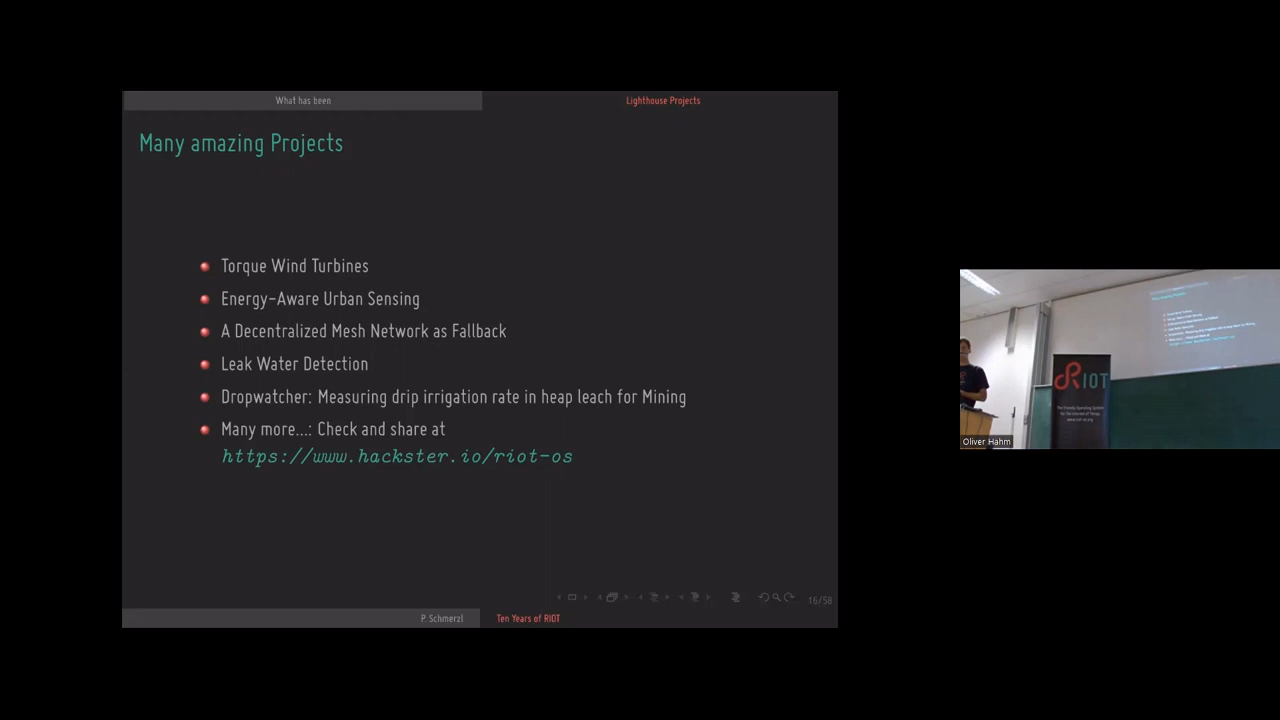 What has been
Lighthouse Projects
Many amazing Projects
Torque Wind Turbines
Energy-Aware Urban Sensing
A Decentralized Mesh Network as Fallback
Leak Water Detection
Dropwatcher: Measuring drip irrigation rate in heap leach for Mining
Many more...: Check and share at
https://www.hackster.io/riot-os
16/58
P. Schmerzl
Ten Years of RIOT
RIOT
Oliver Hahm